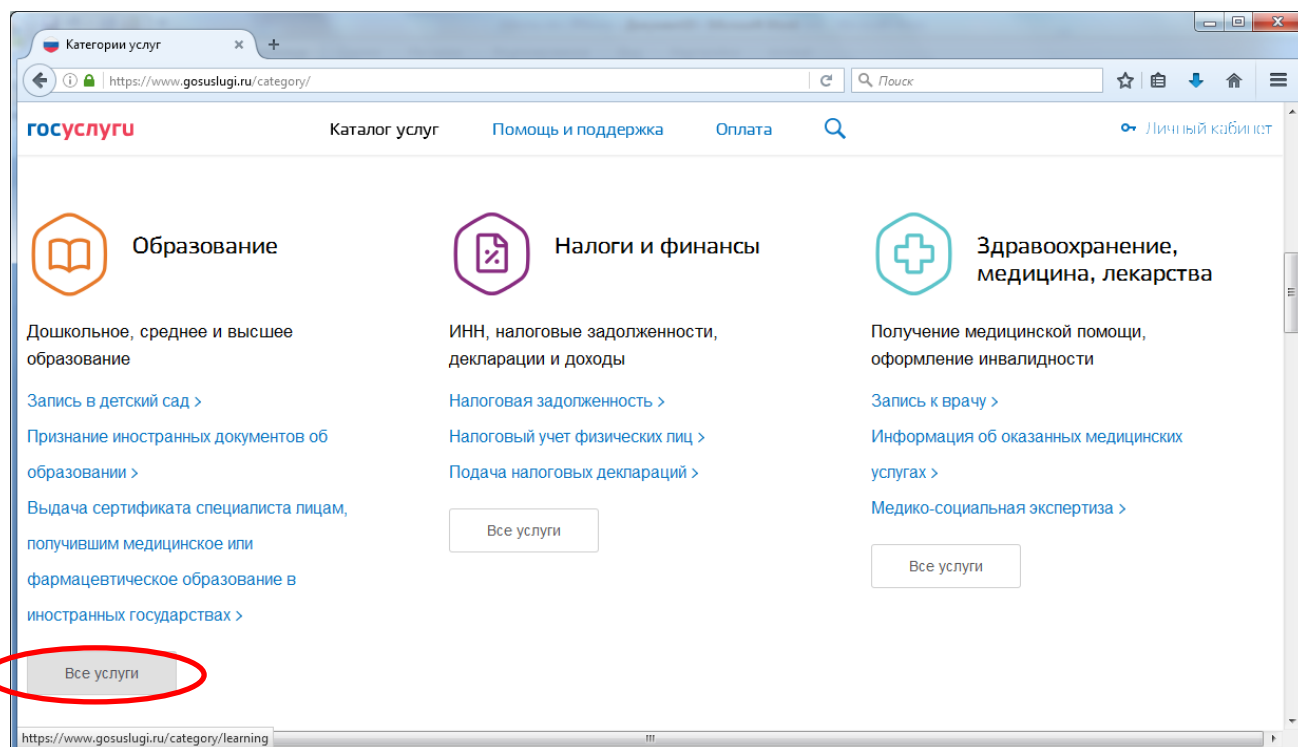 Категории услуг
https://www.gosuslugi.ru/category/
Поиск
госуслуги
Каталог услуг
Помощь и поддержка
Оплата
Личный кабинет
Образование
Дошкольное, среднее и высшее
образование
Запись в детский сад >
Признание иностранных документов об
образовании >
Выдача сертификата специалиста лицам,
получившим медицинское или
фармацевтическое образование в
иностранных государствах >
Все услуги
Налоги и финансы
ИНН, налоговые задолженности,
декларации и доходы
Налоговая задолженность >
Налоговый учет физических лиц >
Подача налоговых деклараций >
Все услуги
Здравоохранение,
медицина, лекарства
Получение медицинской помощи,
оформление инвалидности
Запись к врачу >
Информация об оказанных медицинских
услугах >
Медико-социальная экспертиза >
Все услуги
https://www.gosuslugi.ru/category/learning